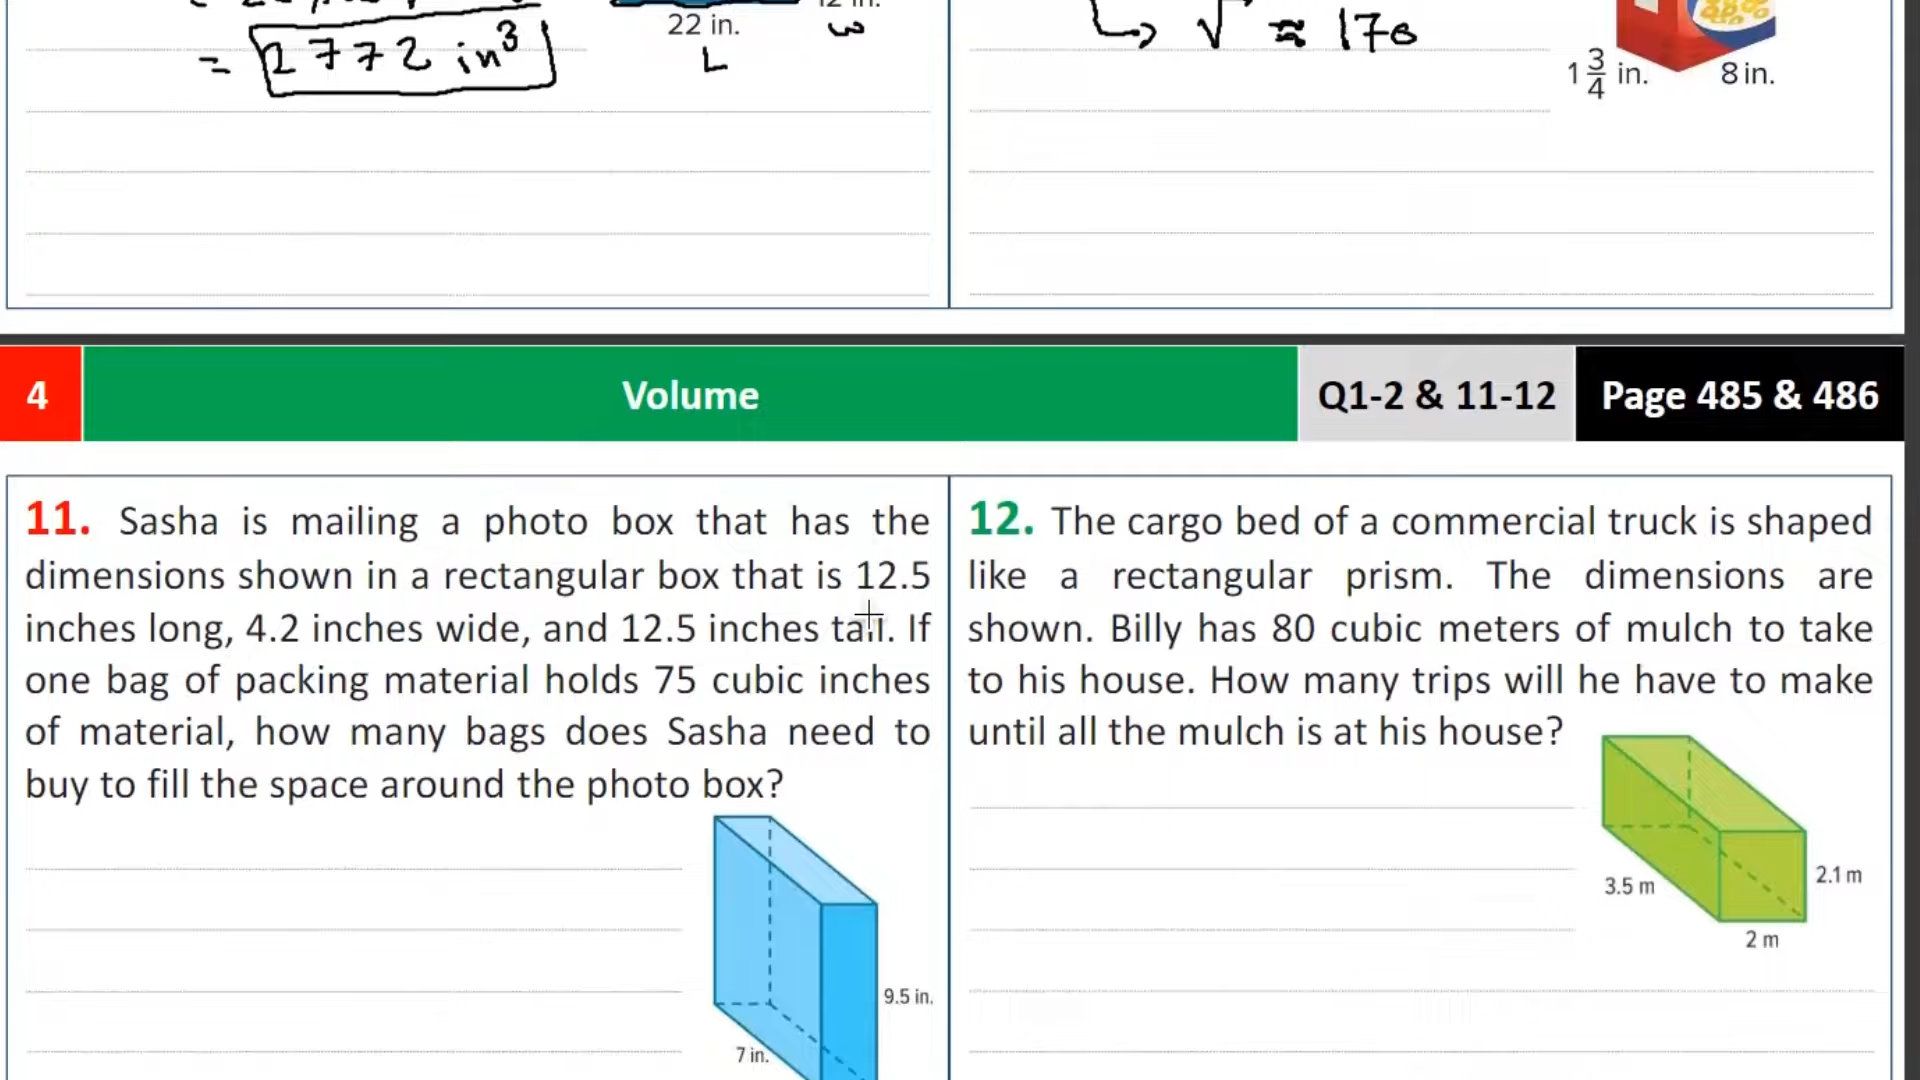 = 2772 in³
22 in.
L
12 in.
w
√ ≈ 170
1 3/4 in.
8 in.
4
Volume
Q1-2 & 11-12
Page 485 & 486
11. Sasha is mailing a photo box that has the
dimensions shown in a rectangular box that is 12.5
inches long, 4.2 inches wide, and 12.5 inches tall. If
one bag of packing material holds 75 cubic inches
of material, how many bags does Sasha need to
buy to fill the space around the photo box?
9.5 in.
7 in.
12. The cargo bed of a commercial truck is shaped
like a rectangular prism. The dimensions are
shown. Billy has 80 cubic meters of mulch to take
to his house. How many trips will he have to make
until all the mulch is at his house?
2.1 m
3.5 m
2 m